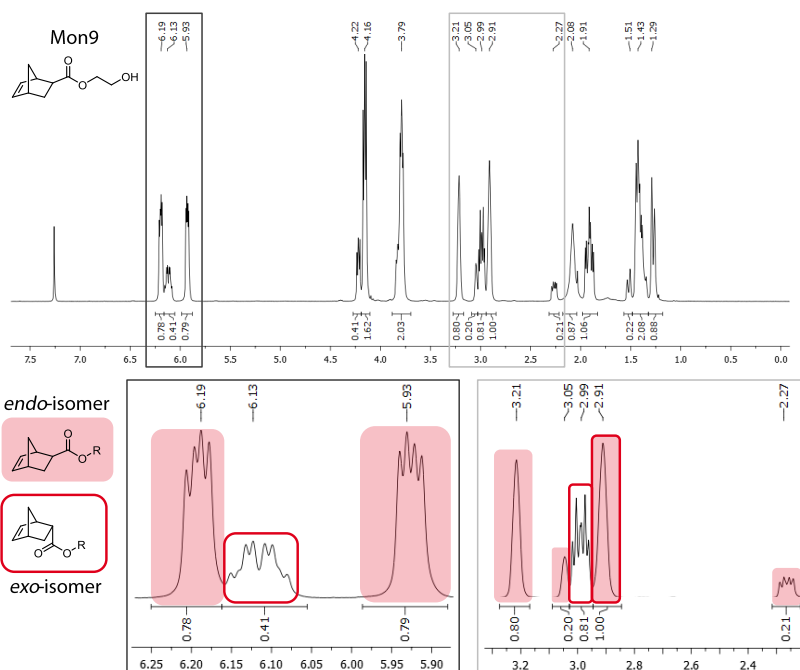 Mon9
O
O
OH
6.19 6.13 5.93 4.22 4.16 3.79 3.21 3.05 2.99 2.91 2.27 2.08 1.91 1.51 1.43 1.29
0.78 0.41 0.79 0.41 1.62 2.03 0.80 0.20 0.81 1.00 0.21 0.87 1.06 0.22 2.08 0.88
7.5 7.0 6.5 6.0 5.5 5.0 4.5 4.0 3.5 3.0 2.5 2.0 1.5 1.0 0.5 0.0
6.19 6.13 5.93
3.21 3.05 2.99 2.91 2.27
endo-isomer
O
O
R
O
O
R
exo-isomer
0.78 0.41 0.79
0.80 0.20 0.81 1.00 0.21
6.25 6.20 6.15 6.10 6.05 6.00 5.95 5.90
3.2 3.0 2.8 2.6 2.4